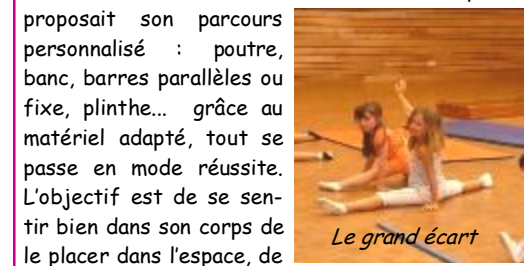 proposait son parcours
personnalisé : poutre,
banc, barres parallèles ou
fixe, plinthe... grâce au
matériel adapté, tout se
passe en mode réussite.
L'objectif est de se sen-
tir bien dans son corps de
le placer dans l'espace, de
Le grand écart